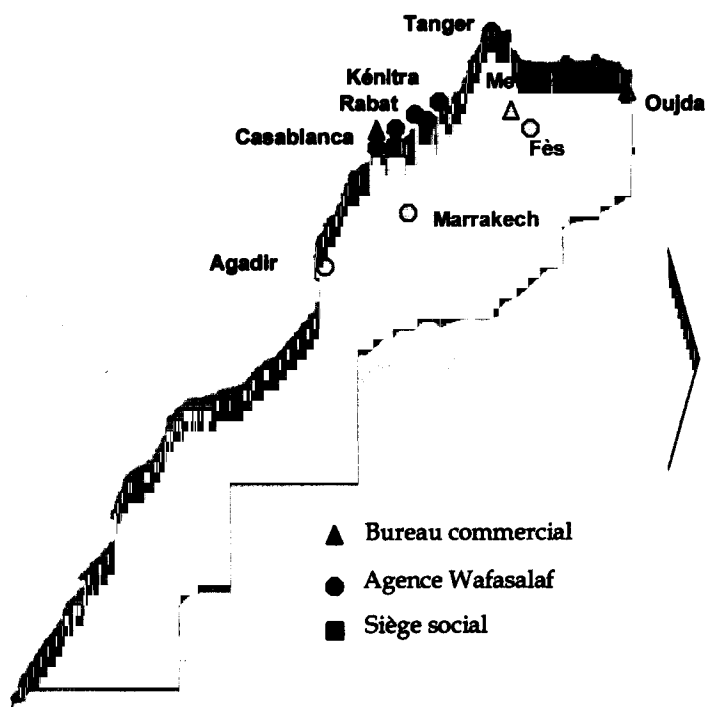 Tanger
Kénitra
Rabat
Casablanca
Oujda
Fès
Marrakech
Agadir
Bureau commercial
Agence Wafasalaf
Siège social